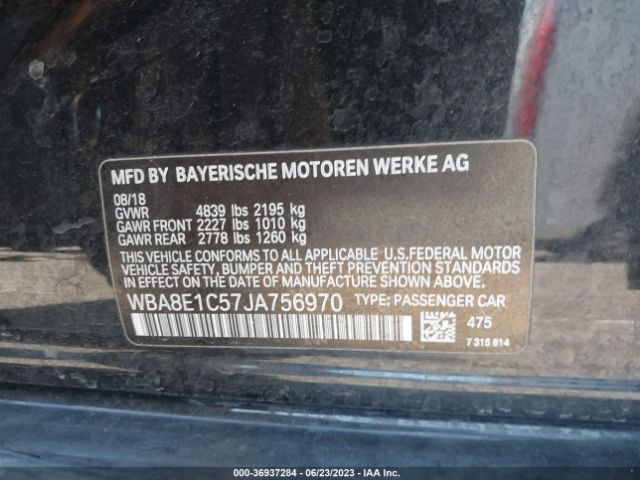 MFD BY BAYERISCHE MOTOREN WERKE AG
08/18
GVWR 4839 lbs 2195 kg
GAWR FRONT 2227 lbs 1010 kg
GAWR REAR 2778 lbs 1260 kg
THIS VEHICLE CONFORMS TO ALL APPLICABLE U.S.FEDERAL MOTOR
VEHICLE SAFETY, BUMPER AND THEFT PREVENTION STANDARDS
IN EFFECT ON THE DATE OF MANUFACTURE SHOWN ABOVE.
WBA8E1C57JA756970 TYPE: PASSENGER CAR
475
7315814
000-36937284 - 06/23/2023 - IAA Inc.